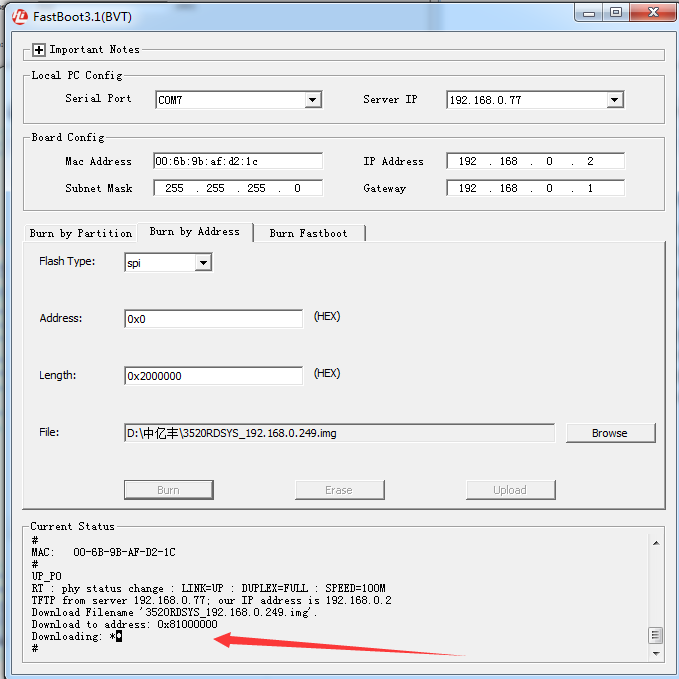 FastBoot3.1(BVT)
Important Notes
Local PC Config
Serial Port COM7 Server IP 192.168.0.77
Board Config
Mac Address 00:6b:9b:af:d2:1c IP Address 192 . 168 . 0 . 2
Subnet Mask 255 . 255 . 255 . 0 Gateway 192 . 168 . 0 . 1
Burn by Partition Burn by Address Burn Fastboot
Flash Type: spi
Address: 0x0 (HEX)
Length: 0x2000000 (HEX)
File: D:\中亿丰\3520RDSYS_192.168.0.249.img Browse
Burn Erase Upload
Current Status
#
MAC: 00-6B-9B-AF-D2-1C
#
UP_PO
RT : phy status change : LINK=UP : DUPLEX=FULL : SPEED=100M
TFTP from server 192.168.0.77; our IP address is 192.168.0.2
Download Filename '3520RDSYS_192.168.0.249.img'.
Download to address: 0x81000000
Downloading: *
#